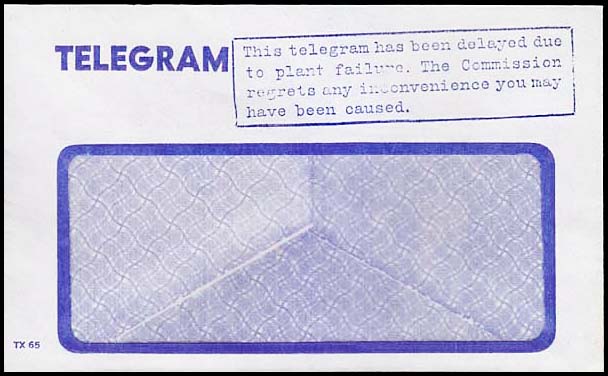 TELEGRAM
This telegram has been delayed due
to plant failure. The Commission
regrets any inconvenience you may
have been caused.
TX 65